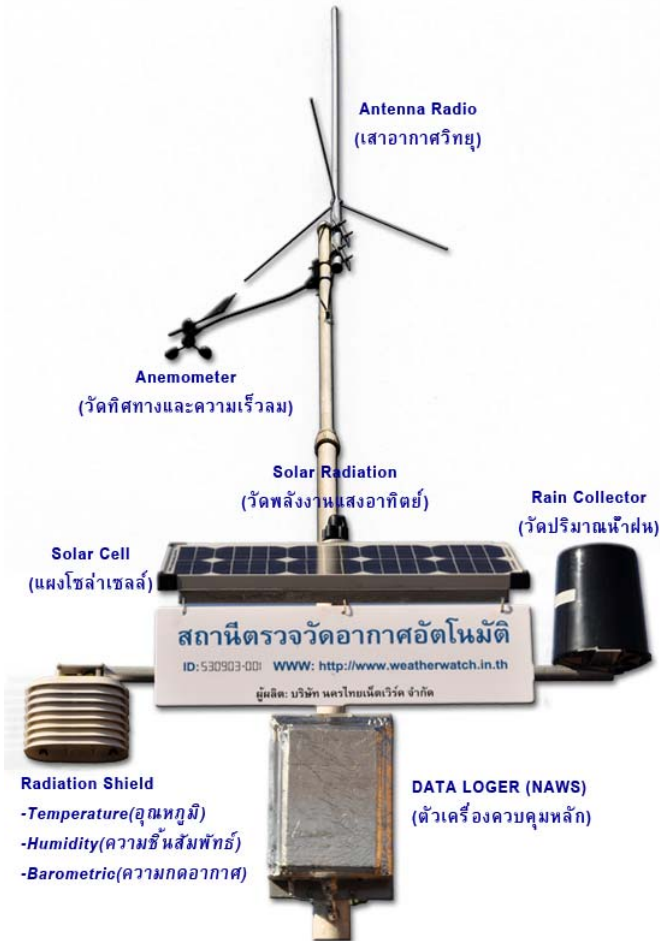 Antenna Radio
(เสาอากาศวิทยุ)
Anemometer
(วัดทิศทางและความเร็วลม)
Solar Radiation
(วัดพลังงานแสงอาทิตย์)
Rain Collector
(วัดปริมาณน้ำฝน)
Solar Cell
(แผงโซล่าเซลล์)
สถานีตรวจวัดอากาศอัตโนมัติ
ID: 530903-001 WWW: http://www.weatherwatch.in.th
ผู้ผลิต: บริษัท นครไทยเน็ตเวิร์ค จำกัด
Radiation Shield
-Temperature(อุณหภูมิ)
-Humidity(ความชื้นสัมพัทธ์)
-Barometric(ความกดอากาศ)
DATA LOGER (NAWS)
(ตัวเครื่องควบคุมหลัก)